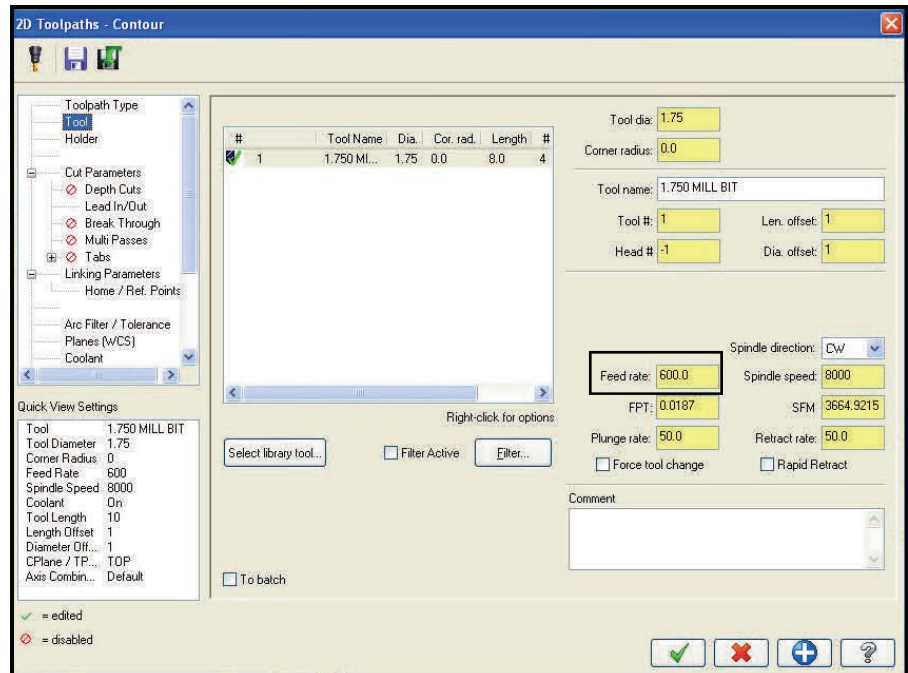 2D Toolpaths - Contour
Toolpath Type
Tool
Holder
Cut Parameters
Depth Cuts
Lead In/Out
Break Through
Multi Passes
Tabs
Linking Parameters
Home / Ref. Points
Arc Filter / Tolerance
Planes (WCS)
Coolant
Quick View Settings
Tool 1.750 MILL BIT
Tool Diameter 1.75
Corner Radius 0
Feed Rate 600
Spindle Speed 8000
Coolant On
Tool Length 10
Length Offset 1
Diameter Off... 1
CPlane / TP... TOP
Axis Combin... Default
= edited
= disabled
# Tool Name Dia. Cor. rad. Length #
1 1.750 MI... 1.75 0.0 8.0 4
Right-click for options
Select library tool...
Filter Active
Filter...
To batch
Tool dia: 1.75
Corner radius: 0.0
Tool name: 1.750 MILL BIT
Tool #: 1 Len. offset: 1
Head # -1 Dia. offset: 1
Spindle direction: CW
Feed rate: 600.0 Spindle speed: 8000
FPT: 0.0187 SFM 3664.9215
Plunge rate: 50.0 Retract rate: 50.0
Force tool change Rapid Retract
Comment